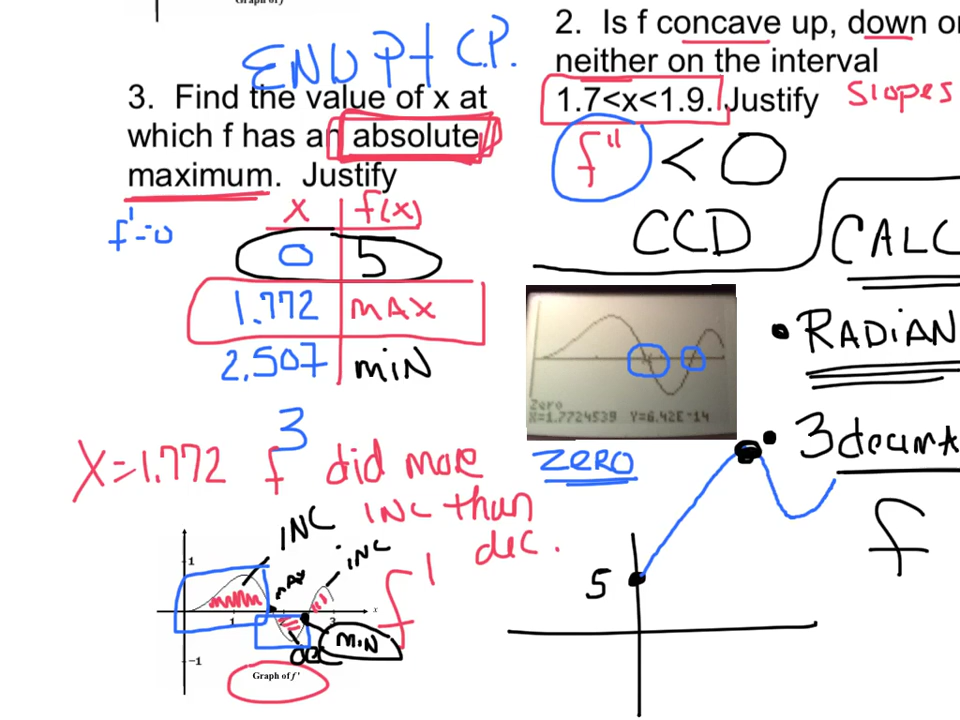 Graph of f
END Pt C.P.
3. Find the value of x at
which f has an absolute
maximum. Justify
f'=0
x f(x)
0 5
1.772 MAX
2.507 MiN
3
X=1.772 f did more
INC than
dec.
INC
iNC
MAX
f'
1
1 3 x
DEC
MIN
-1
Graph of f'
2. Is f concave up, down or
neither on the interval
1.7<x<1.9. Justify
Slopes
f" < 0
CCD
CALC
• RADIAN
• 3 decima
Zero
X=1.7724539 Y=6.42E-14
ZERO
5
f